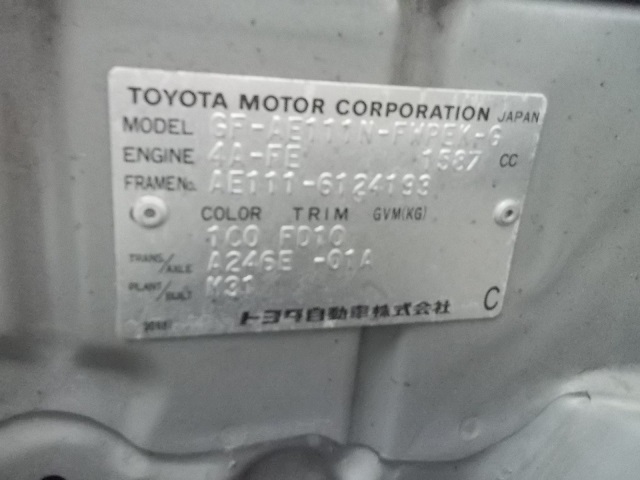 TOYOTA MOTOR CORPORATION JAPAN
MODEL GF-AE111N-FWPEK-G
ENGINE 4A-FE 1587 CC
FRAME No. AE111-6124193
COLOR TRIM GVM(KG)
1C0 FD10
TRANS/AXLE A246E -01A
PLANT/BUILT M31
トヨタ自動車株式会社 C